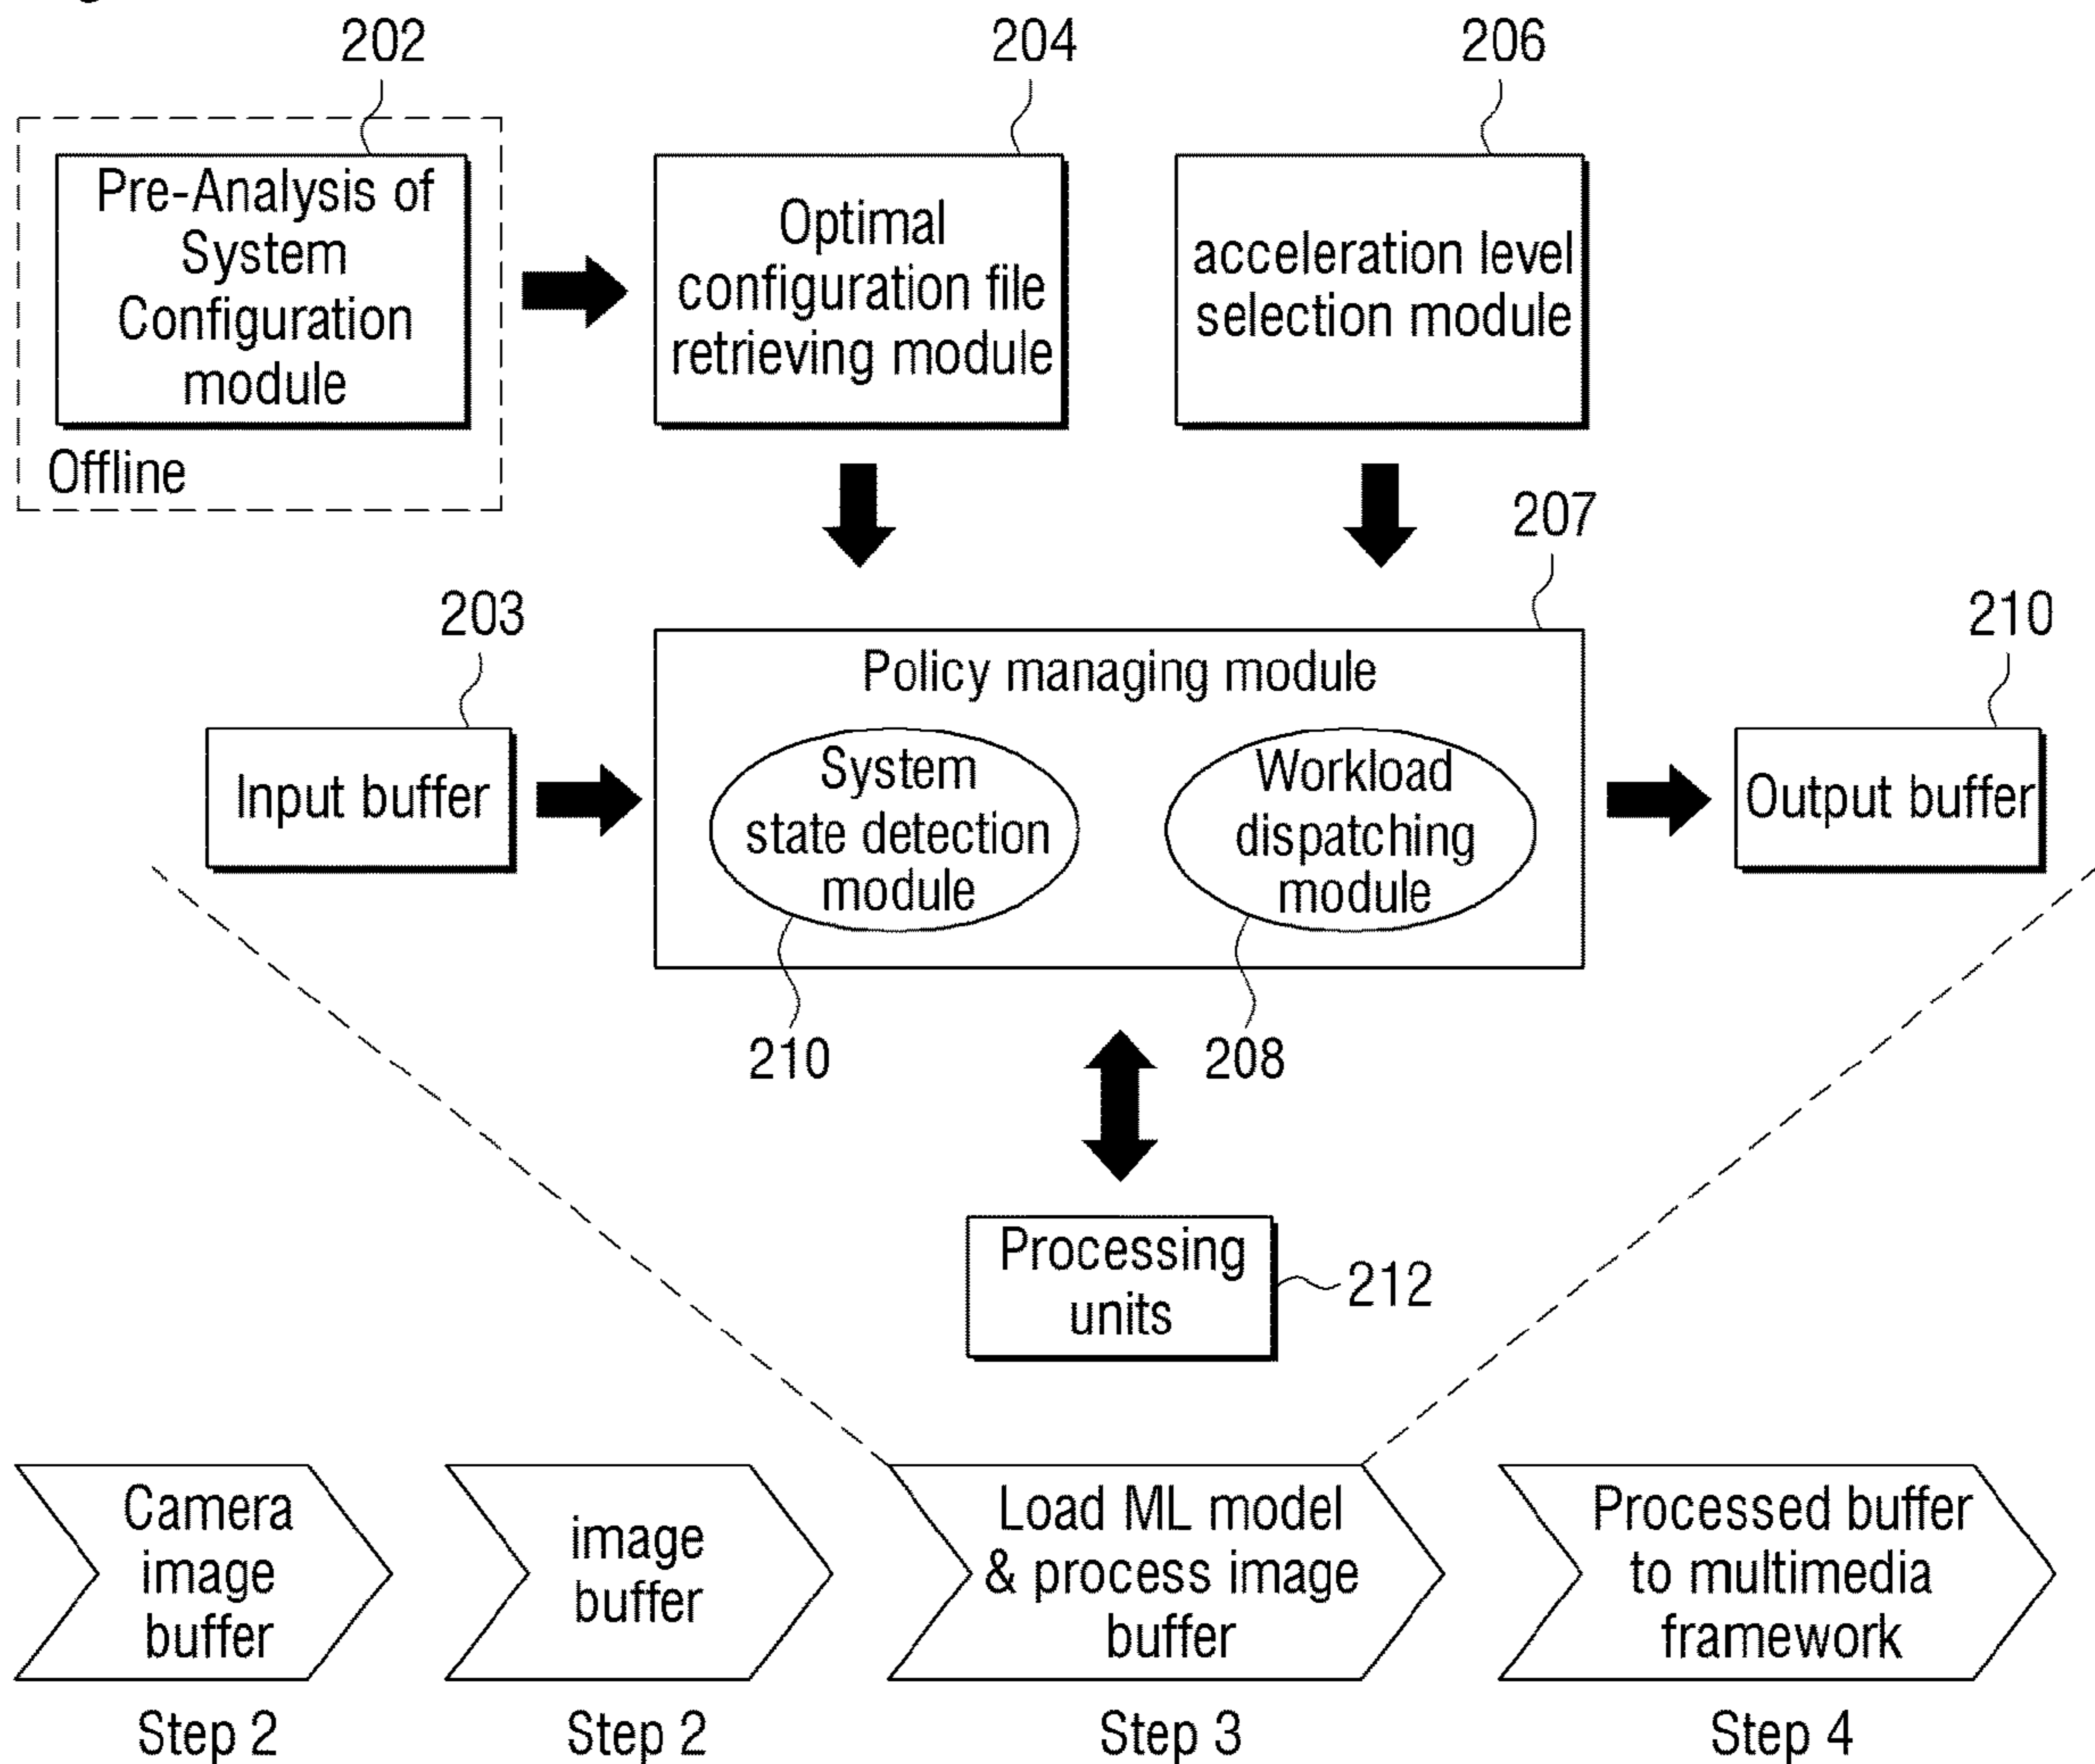 202
204
206
Pre-Analysis of
System
Configuration
module
Offline
Optimal
configuration file
retrieving module
acceleration level
selection module
207
203
210
Policy managing module
Input buffer
System
state detection
module
Workload
dispatching
module
Output buffer
210
208
Processing
units
212
Camera
image
buffer
image
buffer
Load ML model
& process image
buffer
Processed buffer
to multimedia
framework
Step 2
Step 2
Step 3
Step 4